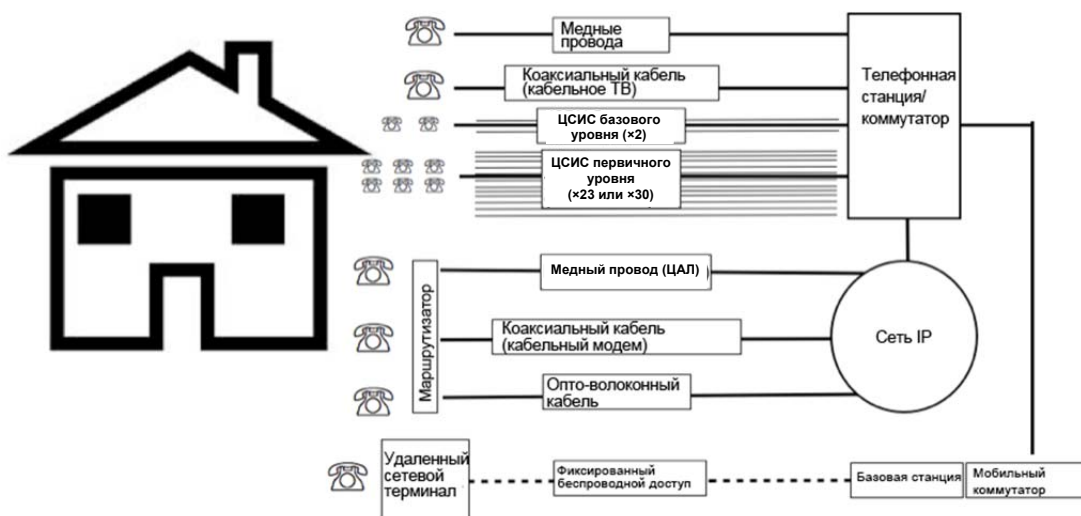 Медные
провода
Коаксиальный кабель
(кабельное ТВ)
Телефонная
станция/
коммутатор
ЦСИС базового
уровня (×2)
ЦСИС первичного
уровня
(×23 или ×30)
Маршрутизатор
Медный провод (ЦАЛ)
Коаксиальный кабель
(кабельный модем)
Сеть IP
Опто-волоконный
кабель
Удаленный
сетевой
терминал
Фиксированный
беспроводной доступ
Базовая станция
Мобильный
коммутатор